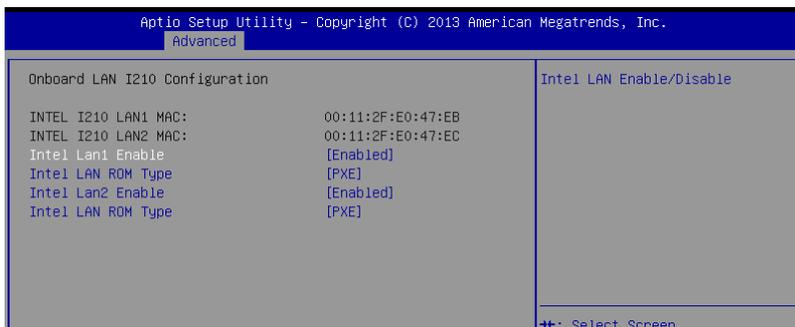 Aptio Setup Utility – Copyright (C) 2013 American Megatrends, Inc.
Advanced
Onboard LAN I210 Configuration
Intel LAN Enable/Disable
INTEL I210 LAN1 MAC: 00:11:2F:E0:47:EB
INTEL I210 LAN2 MAC: 00:11:2F:E0:47:EC
Intel Lan1 Enable [Enabled]
Intel LAN ROM Type [PXE]
Intel Lan2 Enable [Enabled]
Intel LAN ROM Type [PXE]
: Select Screen